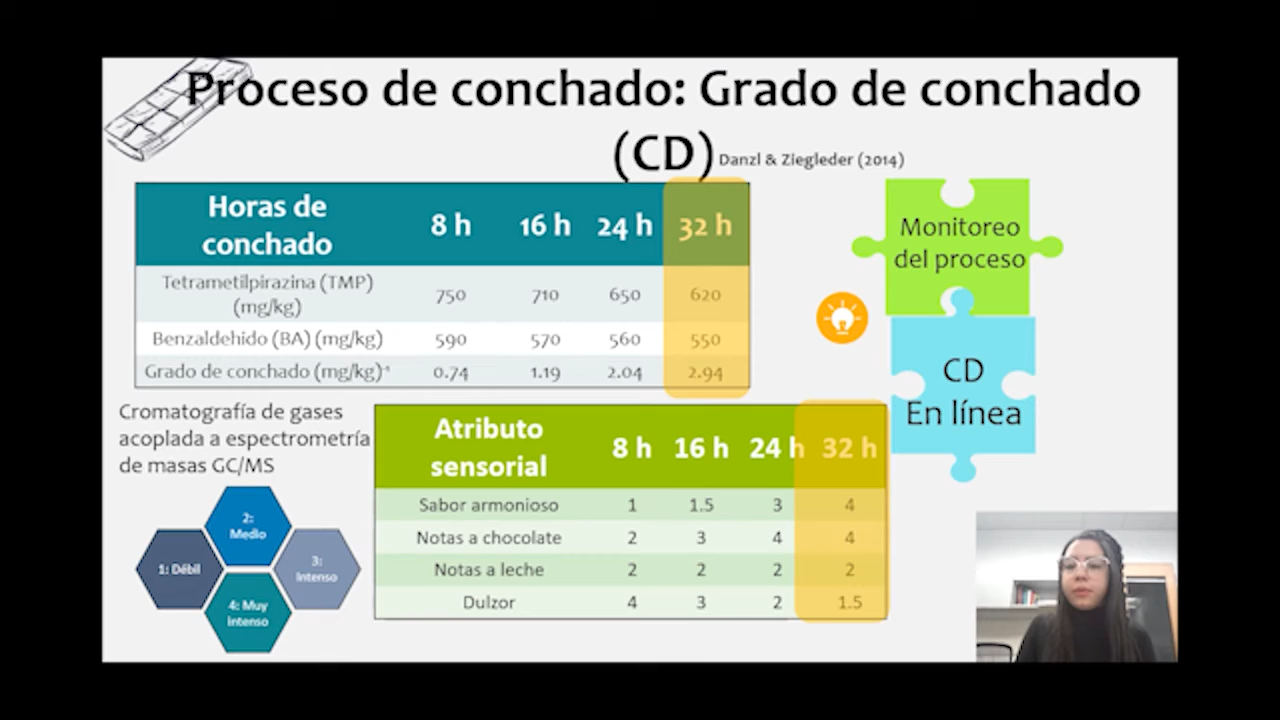 Proceso de conchado: Grado de conchado
(CD) Danzl & Ziegleder (2014)
Horas de
conchado
8 h 16 h 24 h 32 h
Tetrametilpirazina (TMP)
(mg/kg)
750 710 650 620
Benzaldehido (BA) (mg/kg) 590 570 560 550
Grado de conchado (mg/kg)⁻¹ 0.74 1.19 2.04 2.94
Monitoreo
del proceso
CD
En línea
Cromatografía de gases
acoplada a espectrometría
de masas GC/MS
Atributo
sensorial
8 h 16 h 24 h 32 h
Sabor armonioso 1 1.5 3 4
Notas a chocolate 2 3 4 4
Notas a leche 2 2 2 2
Dulzor 4 3 2 1.5
1: Débil
2:
Medio
3:
Intenso
4: Muy
intenso